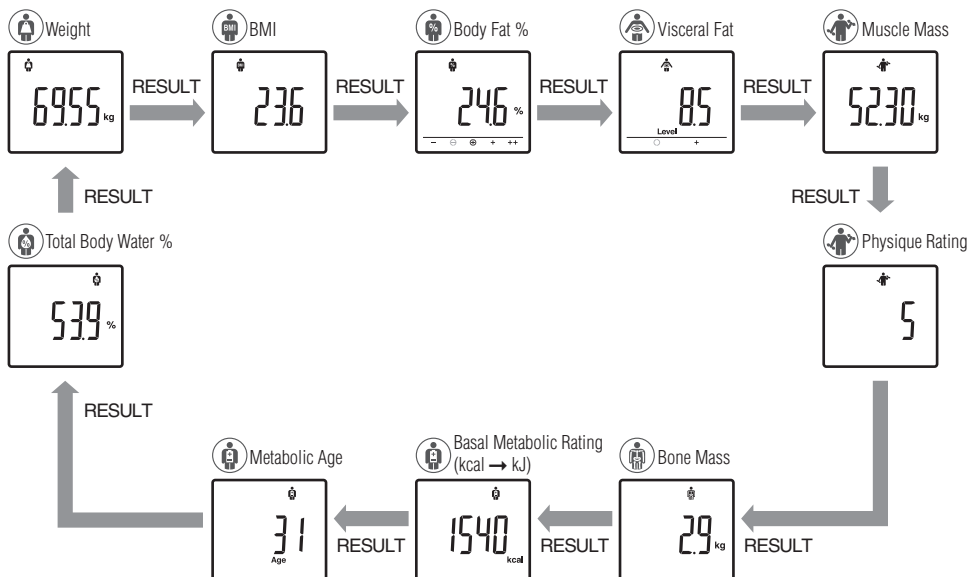 Weight
BMI
BMI
Body Fat %
%
Visceral Fat
Muscle Mass
69.55 kg
RESULT
23.6
RESULT
24.6 %
- ⊖ ⊕ + ++
RESULT
8.5
Level
+
RESULT
52.30 kg
RESULT
RESULT
Total Body Water %
%
53.9 %
Physique Rating
5
RESULT
Metabolic Age
31
Age
RESULT
Basal Metabolic Rating
(kcal → kJ)
1540
kcal
RESULT
Bone Mass
2.9 kg
RESULT